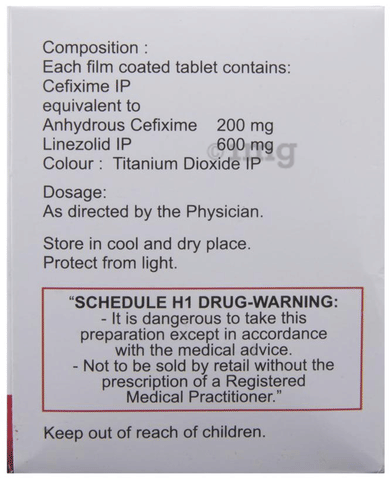 Composition :
Each film coated tablet contains:
Cefixime IP
equivalent to
Anhydrous Cefixime 200 mg
Linezolid IP 600 mg
Colour : Titanium Dioxide IP
Dosage:
As directed by the Physician.
Store in cool and dry place.
Protect from light.
“SCHEDULE H1 DRUG-WARNING:
- It is dangerous to take this
preparation except in accordance
with the medical advice.
- Not to be sold by retail without the
prescription of a Registered
Medical Practitioner.”
Keep out of reach of children.